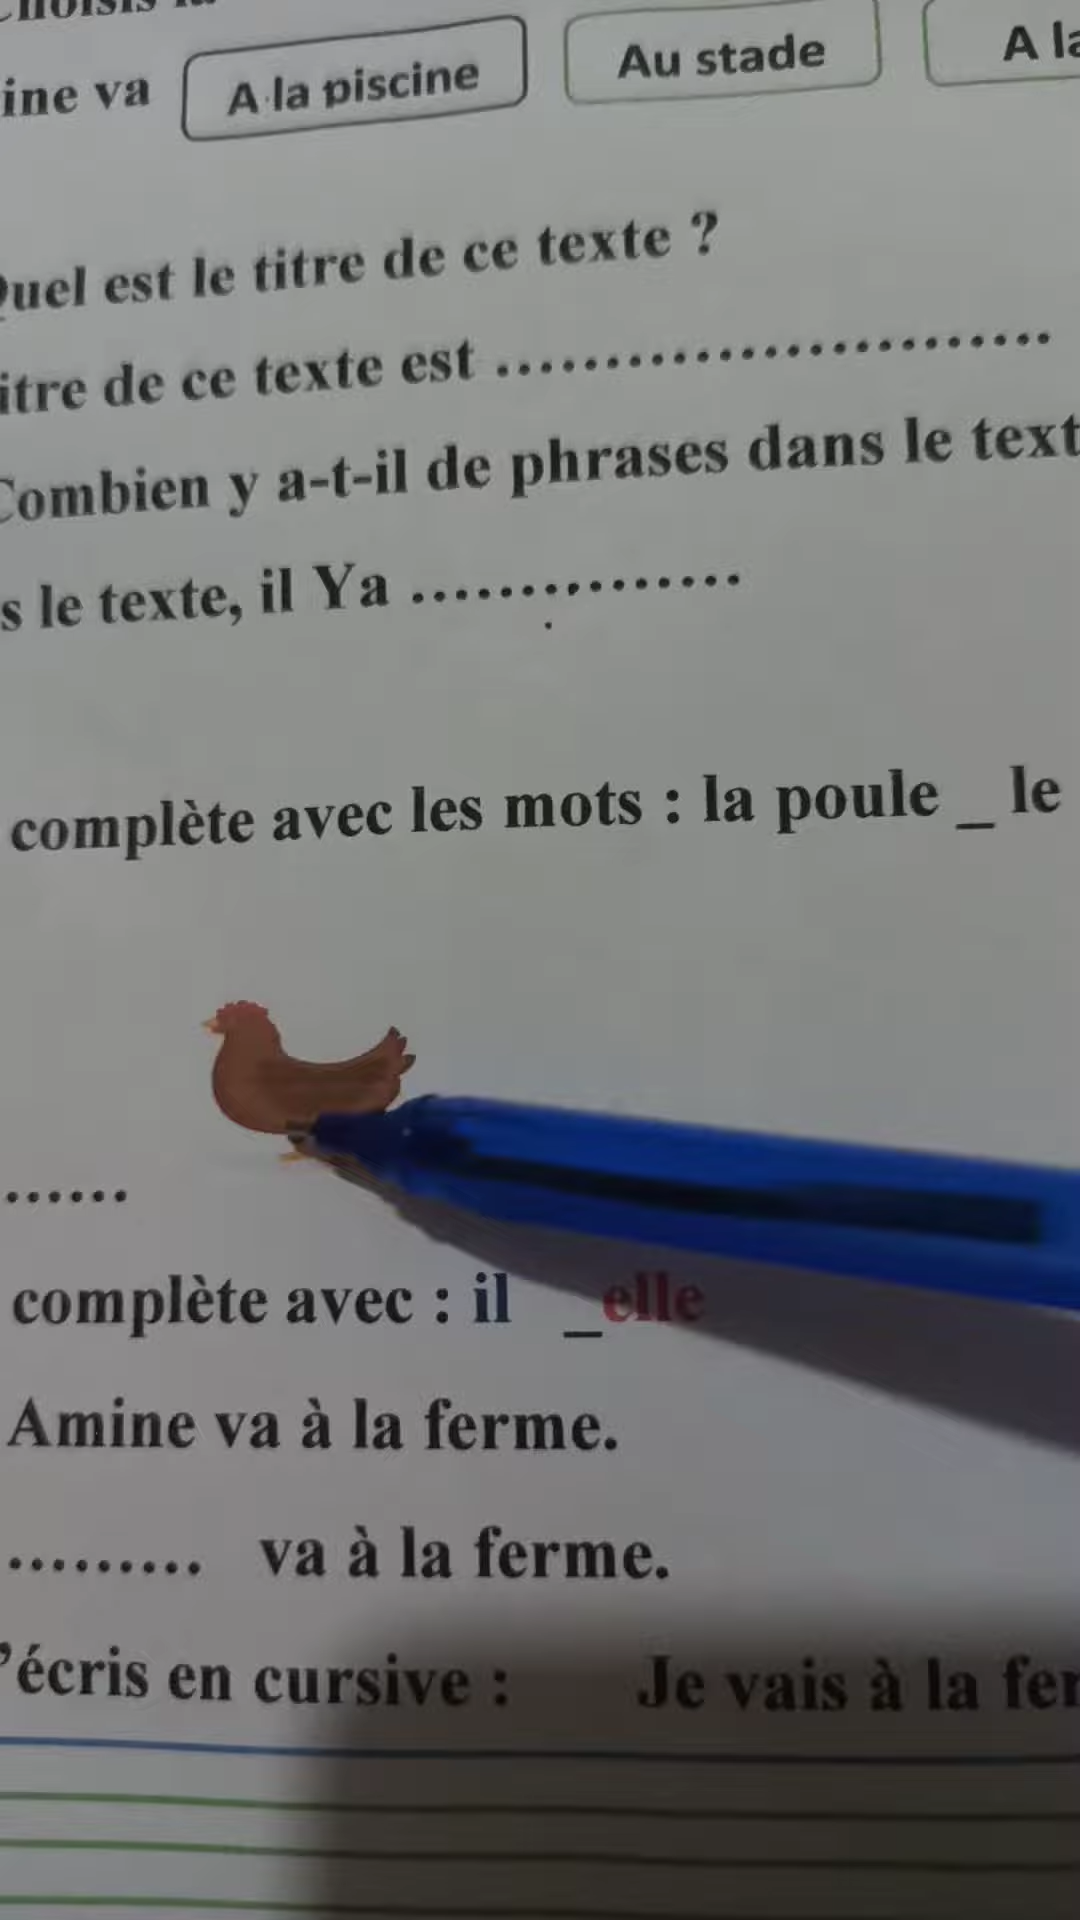 ine va A la piscine Au stade A la
Quel est le titre de ce texte ?
itre de ce texte est ..........................
Combien y a-t-il de phrases dans le text
s le texte, il Ya ...............
complète avec les mots : la poule _ le
......
complète avec : il _elle
Amine va à la ferme.
......... va à la ferme.
’écris en cursive : Je vais à la fer